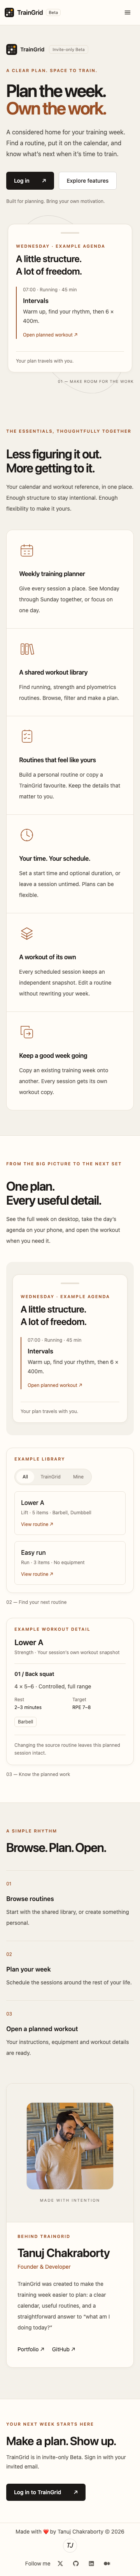 TrainGrid Beta
TrainGrid Invite-only Beta
A CLEAR PLAN. SPACE TO TRAIN.
Plan the week.
Own the work.
A considered home for your training week.
Find a routine, put it on the calendar, and
know what's next when it's time to train.
Log in ↗ Explore features
Built for planning. Bring your own motivation.
WEDNESDAY · EXAMPLE AGENDA
A little structure.
A lot of freedom.
07:00 · Running · 45 min
Intervals
Warm up, find your rhythm, then 6 ×
400m.
Open planned workout ↗
Your plan travels with you.
01 — MAKE ROOM FOR THE WORK
THE ESSENTIALS, THOUGHTFULLY TOGETHER
Less figuring it out.
More getting to it.
Your calendar and workout reference, in one place.
Enough structure to stay intentional. Enough
flexibility to make it yours.
Weekly training planner
Give every session a place. See Monday
through Sunday together, or focus on
one day.
A shared workout library
Find running, strength and gymnastics
routines. Browse, filter and make a plan.
Routines that feel like yours
Build a personal routine or copy a
TrainGrid favourite. Keep the details that
matter to you.
Your time. Your schedule.
Set a start time and optional duration, or
leave a session untimed. Plans can be
flexible.
A workout of its own
Every scheduled session keeps an
independent snapshot. Edit a routine
without rewriting your week.
Keep a good week going
Copy an existing training week onto
another. Every session gets its own
workout copy.
FROM THE BIG PICTURE TO THE NEXT SET
One plan.
Every useful detail.
See the full week on desktop, take the day's
agenda on your phone, and open the workout
when you need it.
WEDNESDAY · EXAMPLE AGENDA
A little structure.
A lot of freedom.
07:00 · Running · 45 min
Intervals
Warm up, find your rhythm, then 6 ×
400m.
Open planned workout ↗
Your plan travels with you.
EXAMPLE LIBRARY
All TrainGrid Mine
Lower A
Lift · 5 items · Barbell, Dumbbell
View routine ↗
Easy run
Run · 3 items · No equipment
View routine ↗
02 — Find your next routine
EXAMPLE WORKOUT DETAIL
Lower A
Strength · Your session's own workout snapshot
01 / Back squat
4 × 5–6 · Controlled, full range
Rest Target
2–3 minutes RPE 7–8
Barbell
Changing the source routine leaves this planned
session intact.
03 — Know the planned work
A SIMPLE RHYTHM
Browse. Plan. Open.
01
Browse routines
Start with the shared library, or create something
personal.
02
Plan your week
Schedule the sessions around the rest of your life.
03
Open a planned workout
Your instructions, equipment and workout details
are ready.
MADE WITH INTENTION
BEHIND TRAINGRID
Tanuj Chakraborty
Founder & Developer
TrainGrid was created to make the
training week easier to plan: a clear
calendar, useful routines, and a
straightforward answer to “what am I
doing today?”
Portfolio ↗ GitHub ↗
YOUR NEXT WEEK STARTS HERE
Make a plan. Show up.
TrainGrid is in invite-only Beta. Sign in with your
invited email.
Log in to TrainGrid ↗
Made with ❤️ by Tanuj Chakraborty © 2026
TJ
Follow me